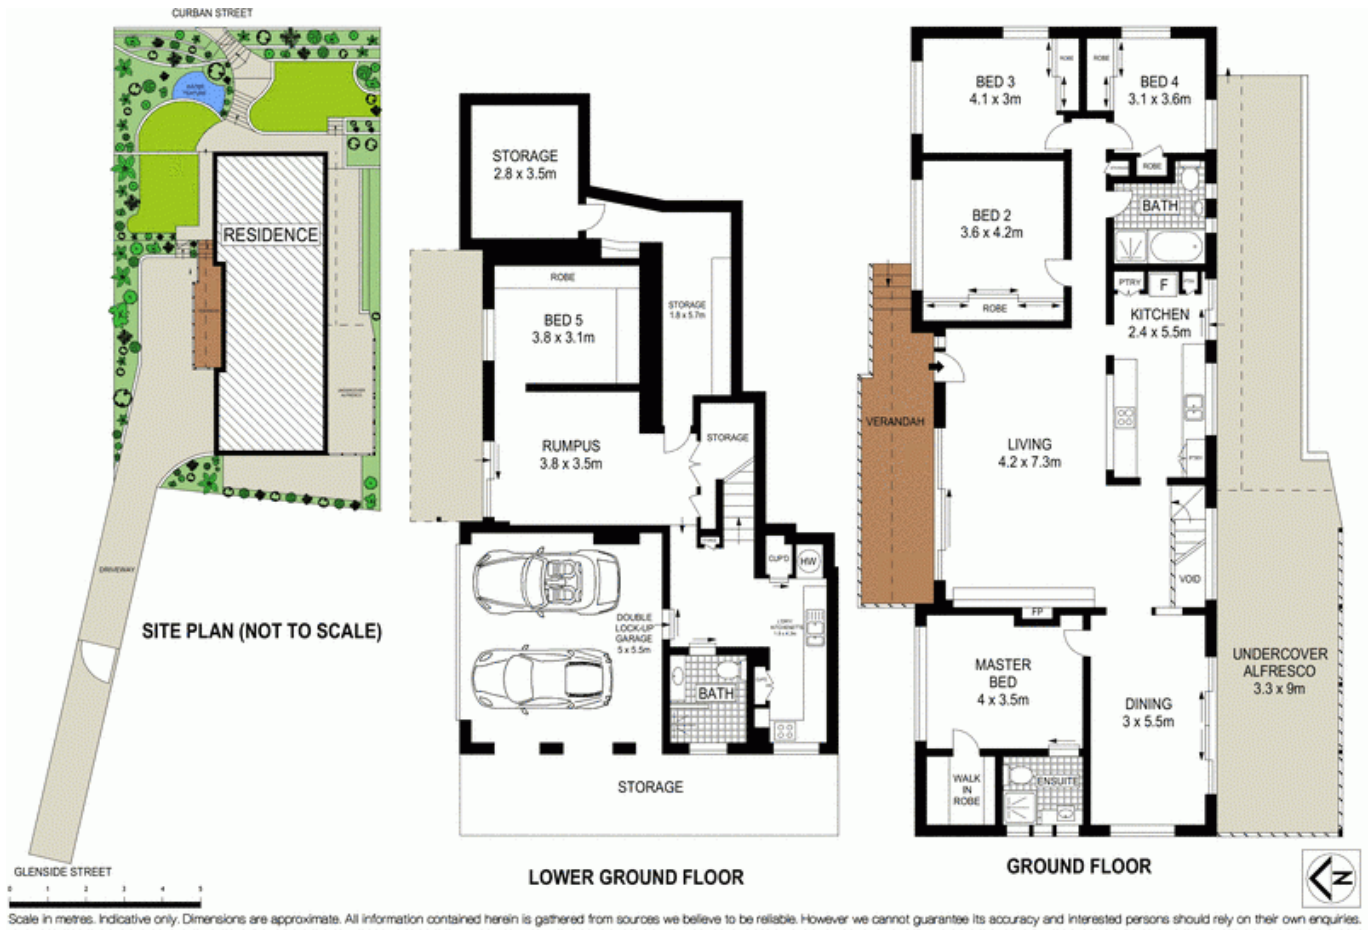 CURBAN STREET
WATER
FEATURE
RESIDENCE
UNDERCOVER
ALFRESCO
DRIVEWAY
SITE PLAN (NOT TO SCALE)
GLENSIDE STREET
0 1 2 3 4 5
STORAGE
2.8 x 3.5m
ROBE
BED 5
3.8 x 3.1m
STORAGE
1.8 x 5.7m
RUMPUS
3.8 x 3.5m
STORAGE
CUP'D
HW
DOUBLE
LOCK-UP
GARAGE
5 x 5.5m
BATH
STORAGE
LOWER GROUND FLOOR
BED 3
4.1 x 3m
ROBE
ROBE
BED 4
3.1 x 3.6m
ROBE
BED 2
3.6 x 4.2m
ROBE
BATH
PTRY
F
KITCHEN
2.4 x 5.5m
VERANDAH
LIVING
4.2 x 7.3m
PTRY
VOID
FP
MASTER
BED
4 x 3.5m
DINING
3 x 5.5m
WALK
IN
ROBE
ENSUITE
UNDERCOVER
ALFRESCO
3.3 x 9m
GROUND FLOOR
N
Scale in metres. Indicative only. Dimensions are approximate. All information contained herein is gathered from sources we believe to be reliable. However we cannot guarantee its accuracy and interested persons should rely on their own enquiries.